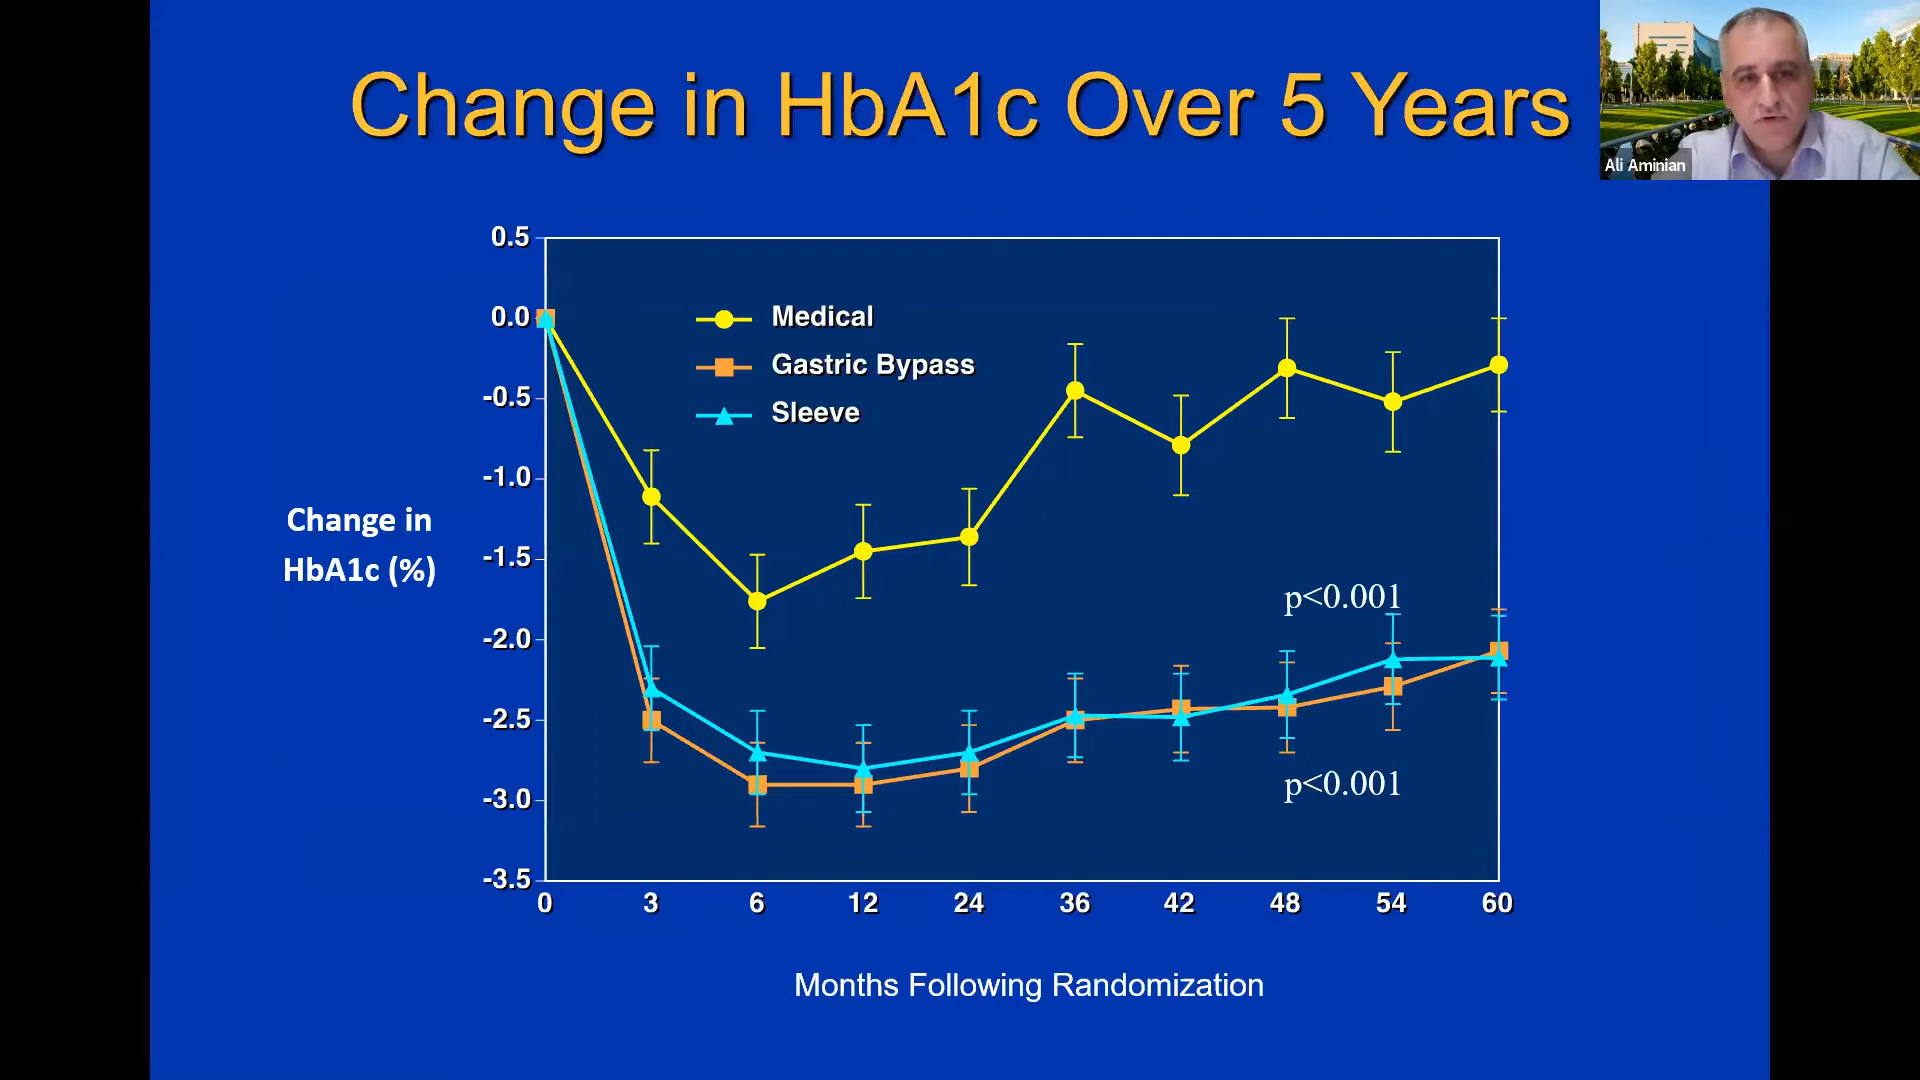 Change in HbA1c Over 5 Years
Ali Aminian
0.5
0.0
-0.5
-1.0
-1.5
-2.0
-2.5
-3.0
-3.5
Change in
HbA1c (%)
Medical
Gastric Bypass
Sleeve
p<0.001
p<0.001
0 3 6 12 24 36 42 48 54 60
Months Following Randomization